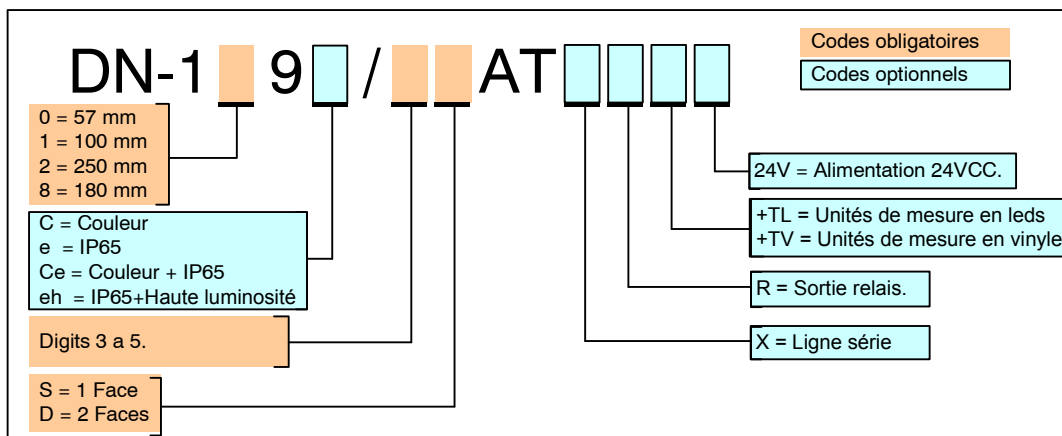 DN-1 9 / AT
Codes obligatoires
Codes optionnels
0 = 57 mm
1 = 100 mm
2 = 250 mm
8 = 180 mm
C = Couleur
e = IP65
Ce = Couleur + IP65
eh = IP65+Haute luminosité
Digits 3 a 5.
S = 1 Face
D = 2 Faces
24V = Alimentation 24VCC.
+TL = Unités de mesure en leds
+TV = Unités de mesure en vinyle
R = Sortie relais.
X = Ligne série